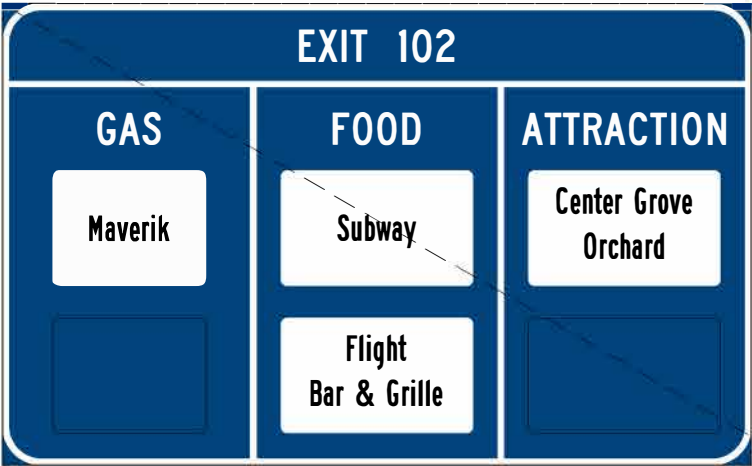 EXIT 102
GAS
FOOD
ATTRACTION
Maverik
Subway
Center Grove
Orchard
Flight
Bar & Grille